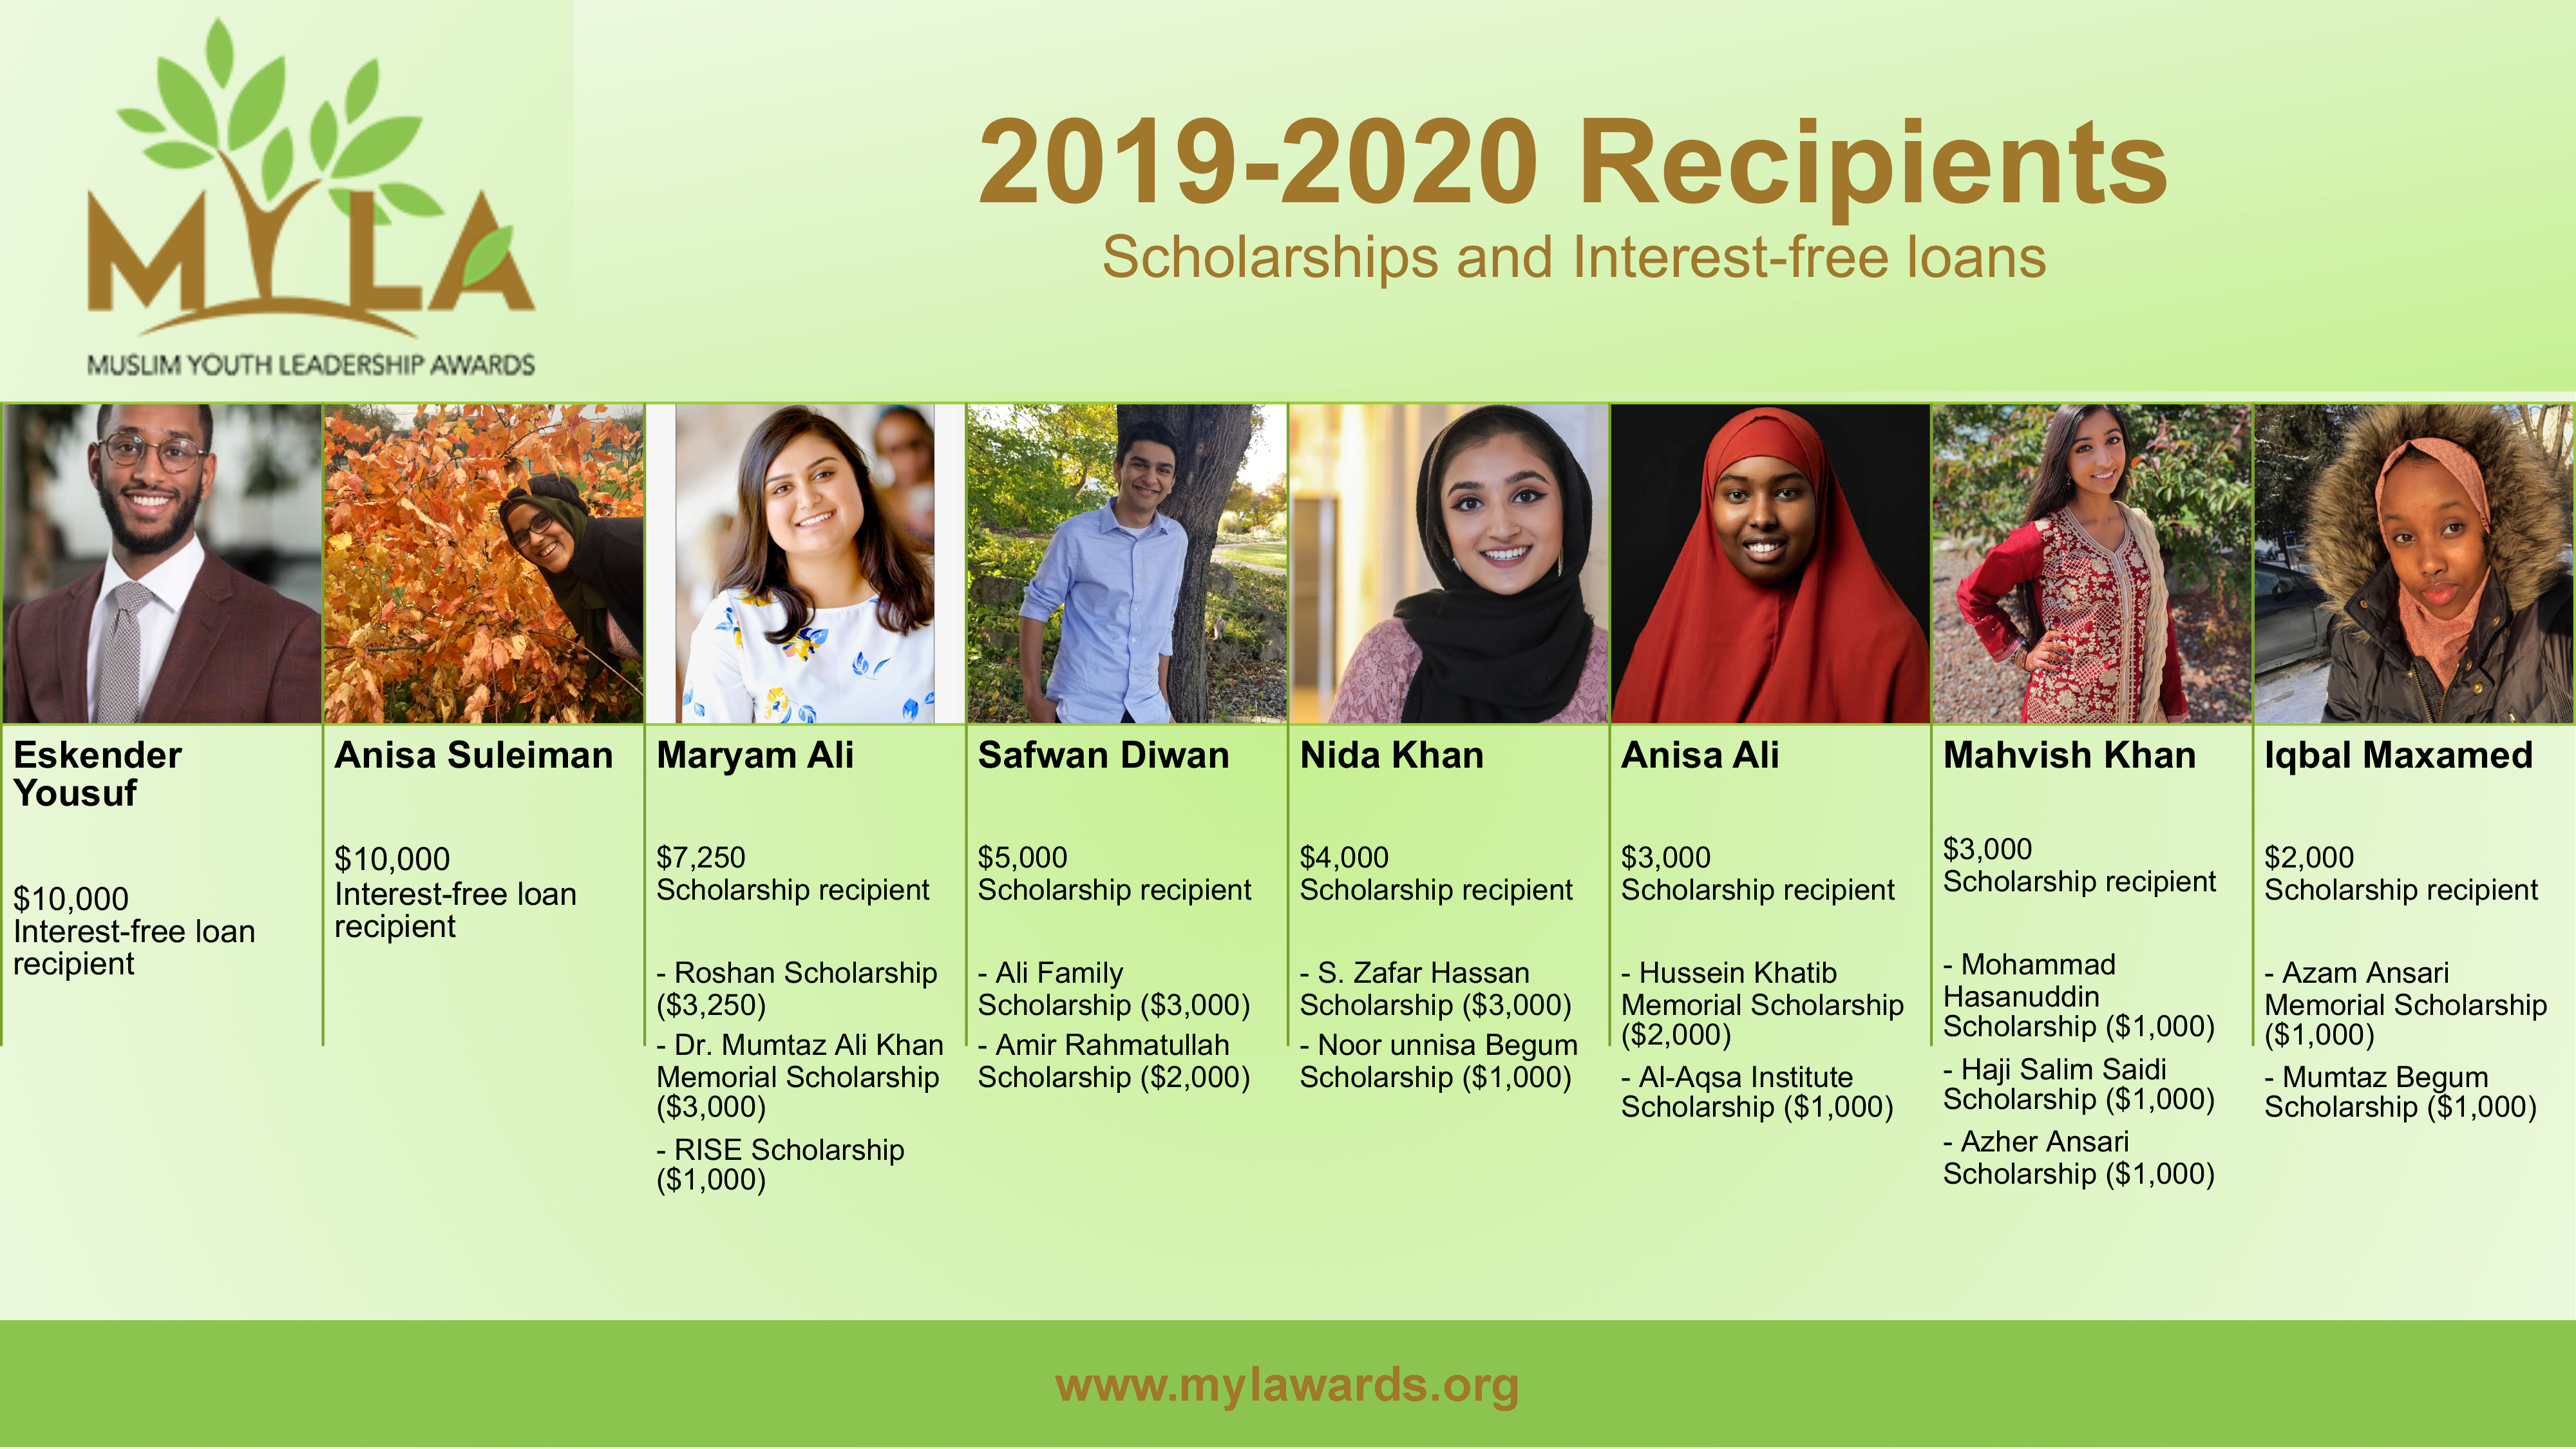 MYLA
MUSLIM YOUTH LEADERSHIP AWARDS
2019-2020 Recipients
Scholarships and Interest-free loans
Eskender
Yousuf
$10,000
Interest-free loan
recipient
Anisa Suleiman
$10,000
Interest-free loan
recipient
Maryam Ali
$7,250
Scholarship recipient
- Roshan Scholarship
($3,250)
- Dr. Mumtaz Ali Khan
Memorial Scholarship
($3,000)
- RISE Scholarship
($1,000)
Safwan Diwan
$5,000
Scholarship recipient
- Ali Family
Scholarship ($3,000)
- Amir Rahmatullah
Scholarship ($2,000)
Nida Khan
$4,000
Scholarship recipient
- S. Zafar Hassan
Scholarship ($3,000)
- Noor unnisa Begum
Scholarship ($1,000)
Anisa Ali
$3,000
Scholarship recipient
- Hussein Khatib
Memorial Scholarship
($2,000)
- Al-Aqsa Institute
Scholarship ($1,000)
Mahvish Khan
$3,000
Scholarship recipient
- Mohammad
Hasanuddin
Scholarship ($1,000)
- Haji Salim Saidi
Scholarship ($1,000)
- Azher Ansari
Scholarship ($1,000)
Iqbal Maxamed
$2,000
Scholarship recipient
- Azam Ansari
Memorial Scholarship
($1,000)
- Mumtaz Begum
Scholarship ($1,000)
www.mylawards.org